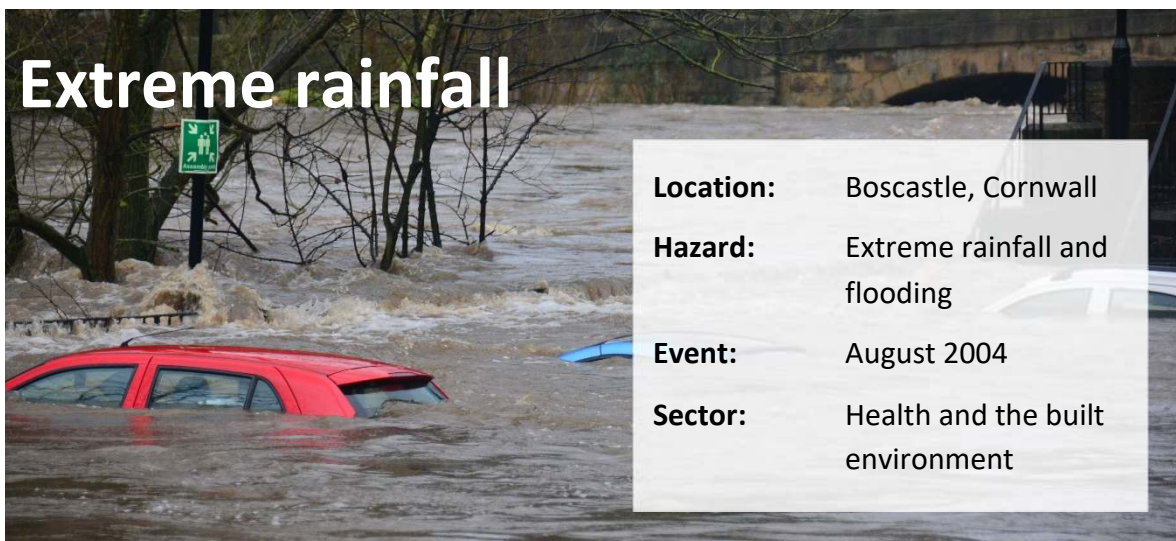 Extreme rainfall
Location: Boscastle, Cornwall
Hazard: Extreme rainfall and
flooding
Event: August 2004
Sector: Health and the built
environment